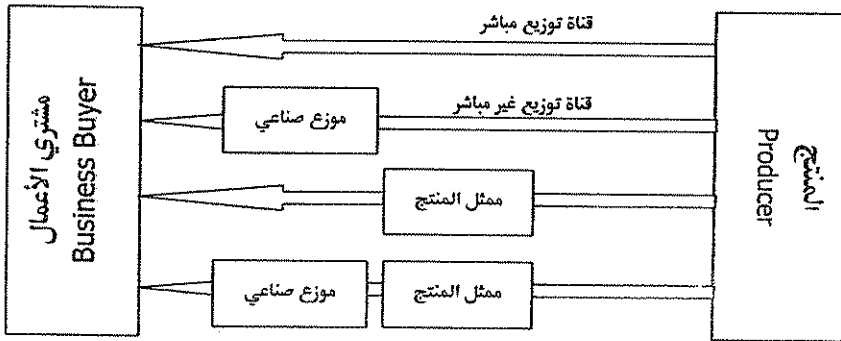 المنتج
Producer
قناة توزيع مباشر
قناة توزيع غير مباشر
موزع صناعي
ممثل المنتج
ممثل المنتج
موزع صناعي
مشتري الأعمال
Business Buyer